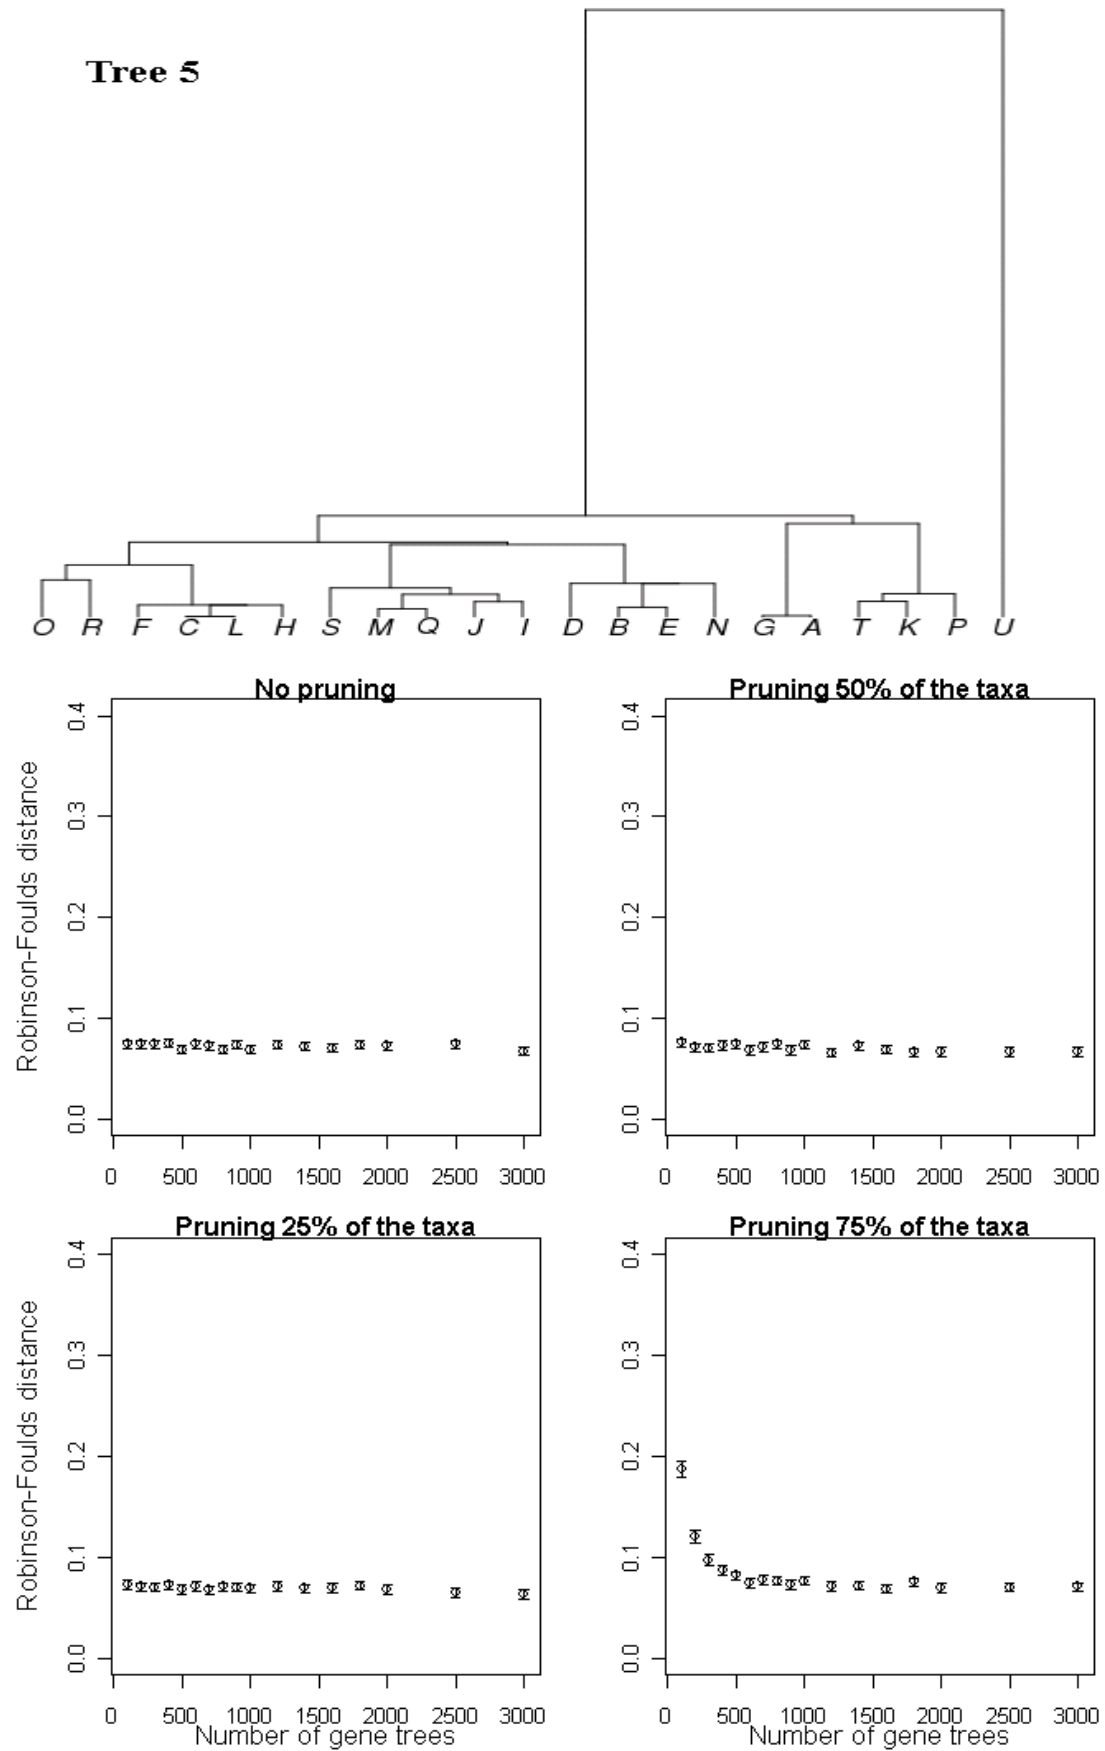 Tree 5
O R F C L H S M Q J I D B E N G A T K P U
No pruning
Robinson-Foulds distance
0.4
0.3
0.2
0.1
0.0
0 500 1000 1500 2000 2500 3000
Pruning 50% of the taxa
0.4
0.3
0.2
0.1
0.0
0 500 1000 1500 2000 2500 3000
Pruning 25% of the taxa
Robinson-Foulds distance
0.4
0.3
0.2
0.1
0.0
0 500 1000 1500 2000 2500 3000
Number of gene trees
Pruning 75% of the taxa
0.4
0.3
0.2
0.1
0.0
0 500 1000 1500 2000 2500 3000
Number of gene trees